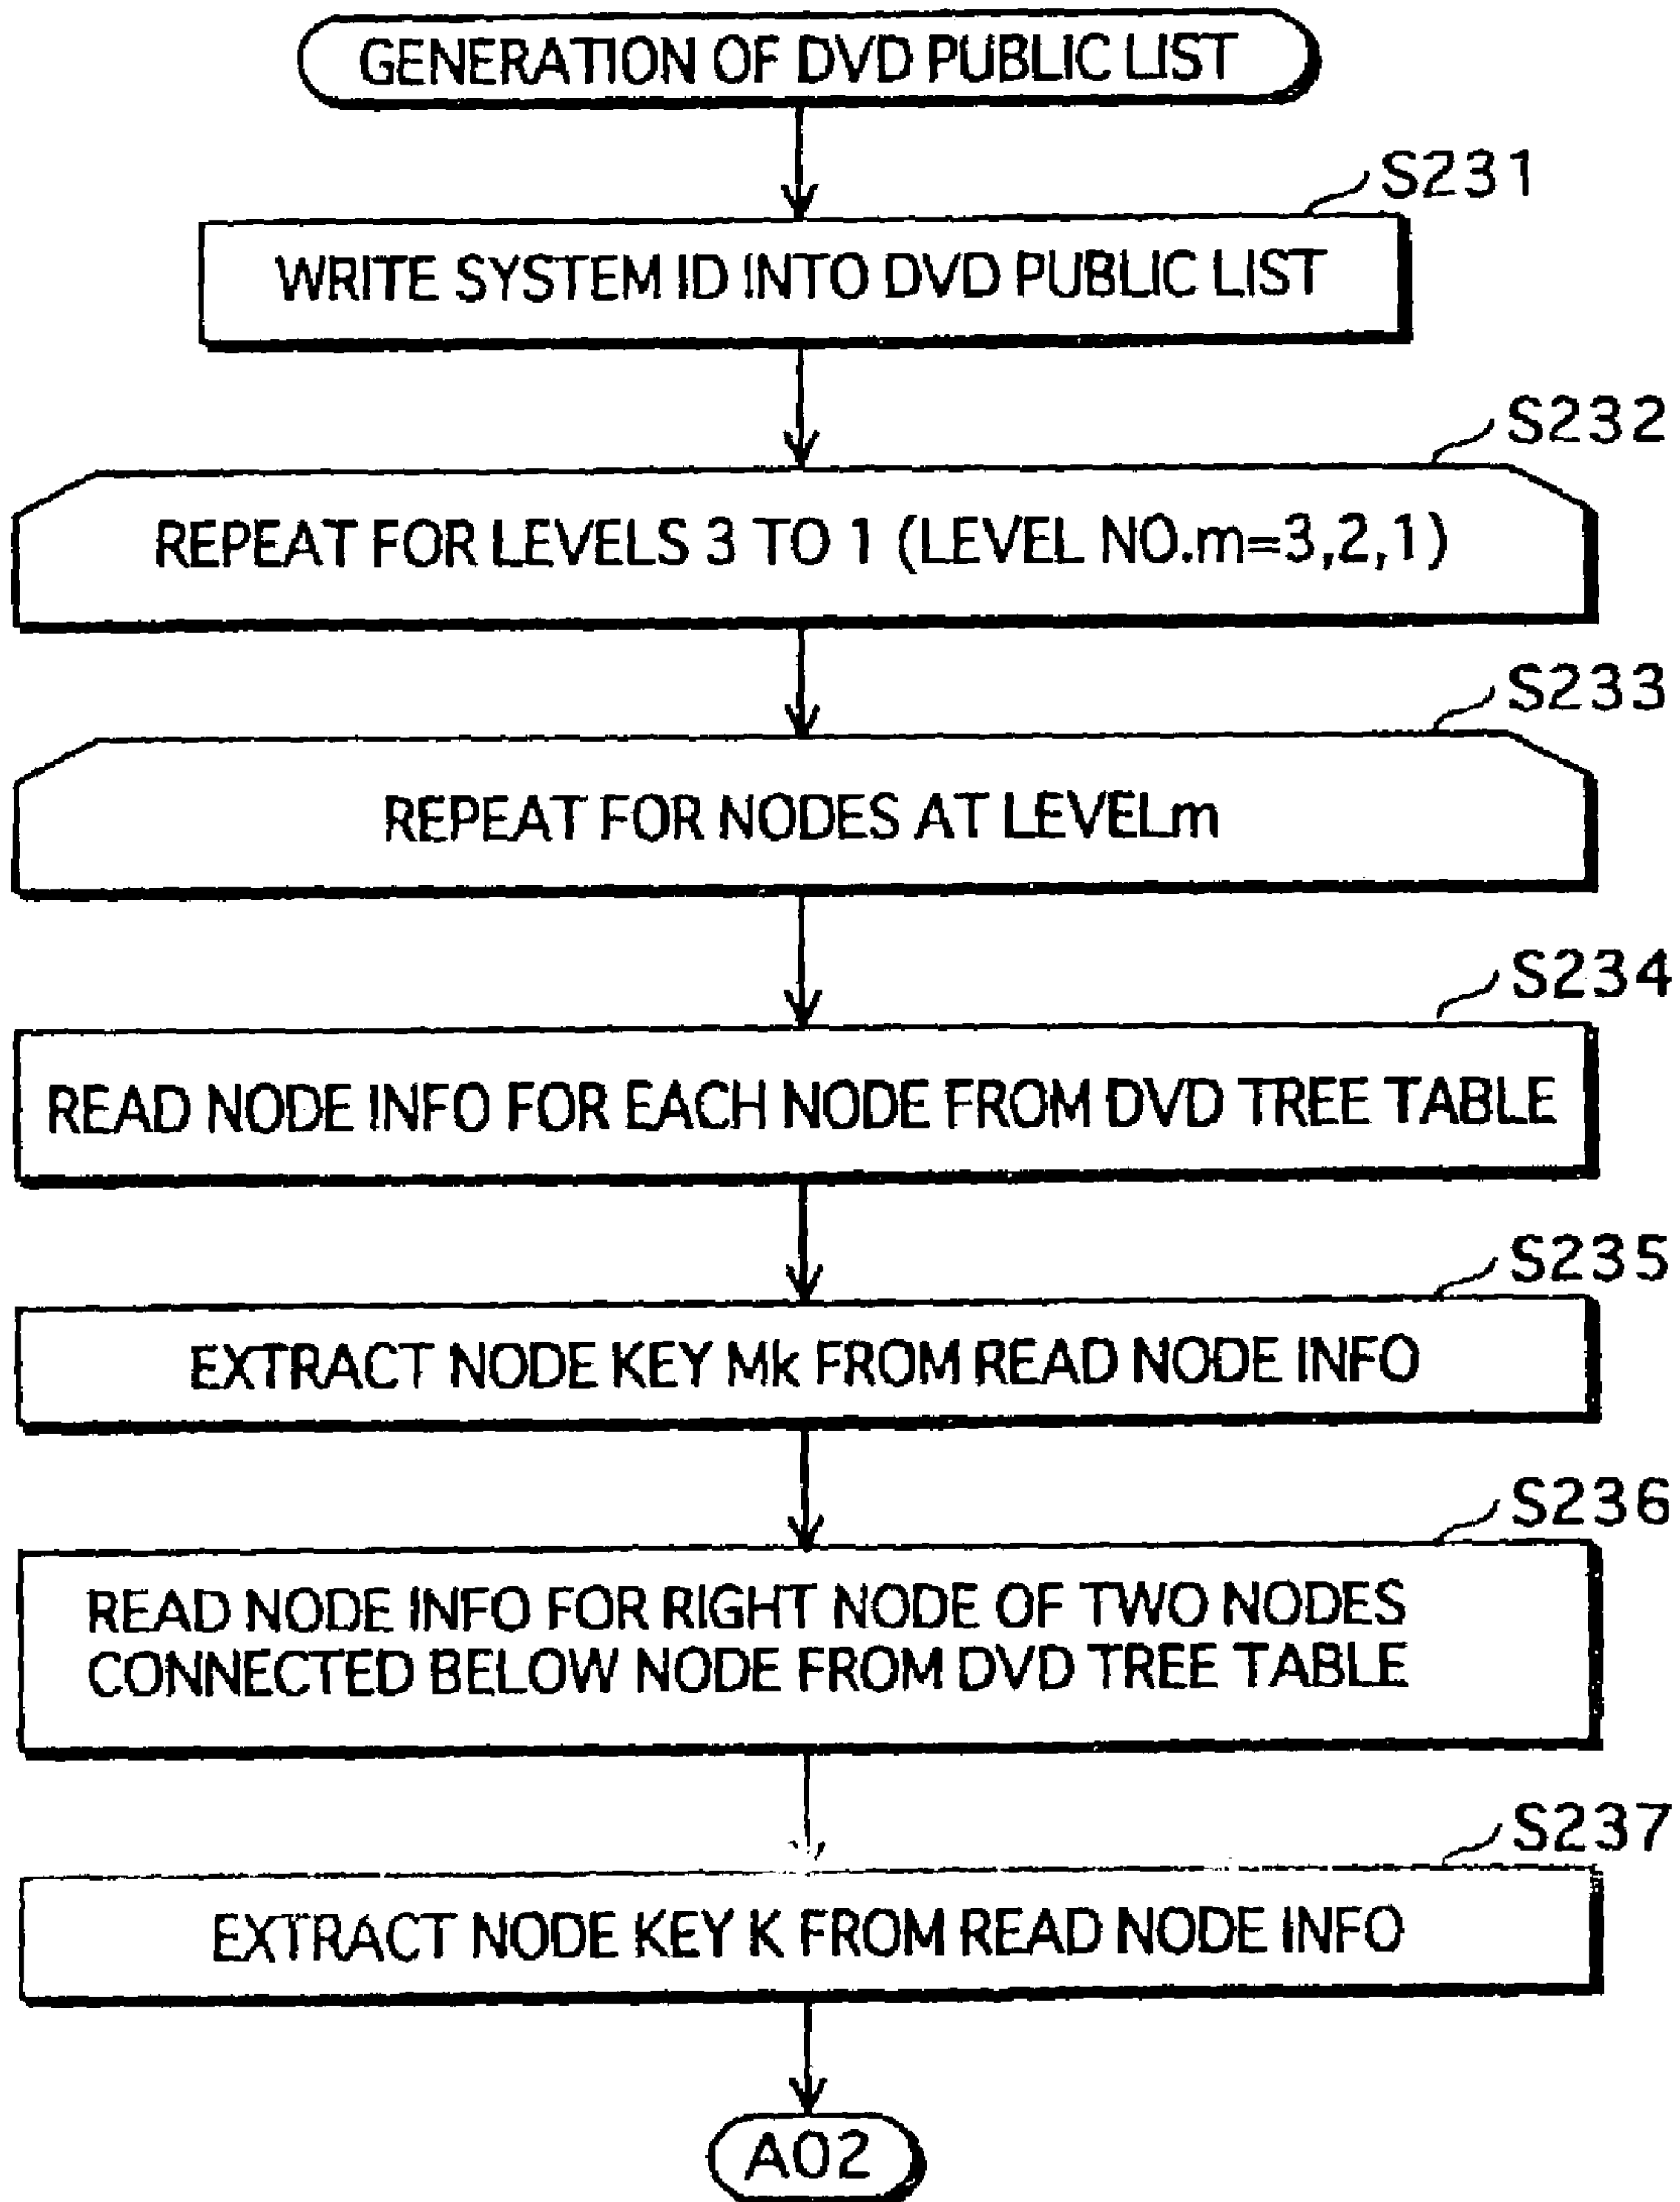 GENERATION OF DVD PUBLIC LIST
S231
WRITE SYSTEM ID INTO DVD PUBLIC LIST
S232
REPEAT FOR LEVELS 3 TO 1 (LEVEL NO.m=3,2,1)
S233
REPEAT FOR NODES AT LEVELm
S234
READ NODE INFO FOR EACH NODE FROM DVD TREE TABLE
S235
EXTRACT NODE KEY Mk FROM READ NODE INFO
S236
READ NODE INFO FOR RIGHT NODE OF TWO NODES
CONNECTED BELOW NODE FROM DVD TREE TABLE
S237
EXTRACT NODE KEY K FROM READ NODE INFO
A02